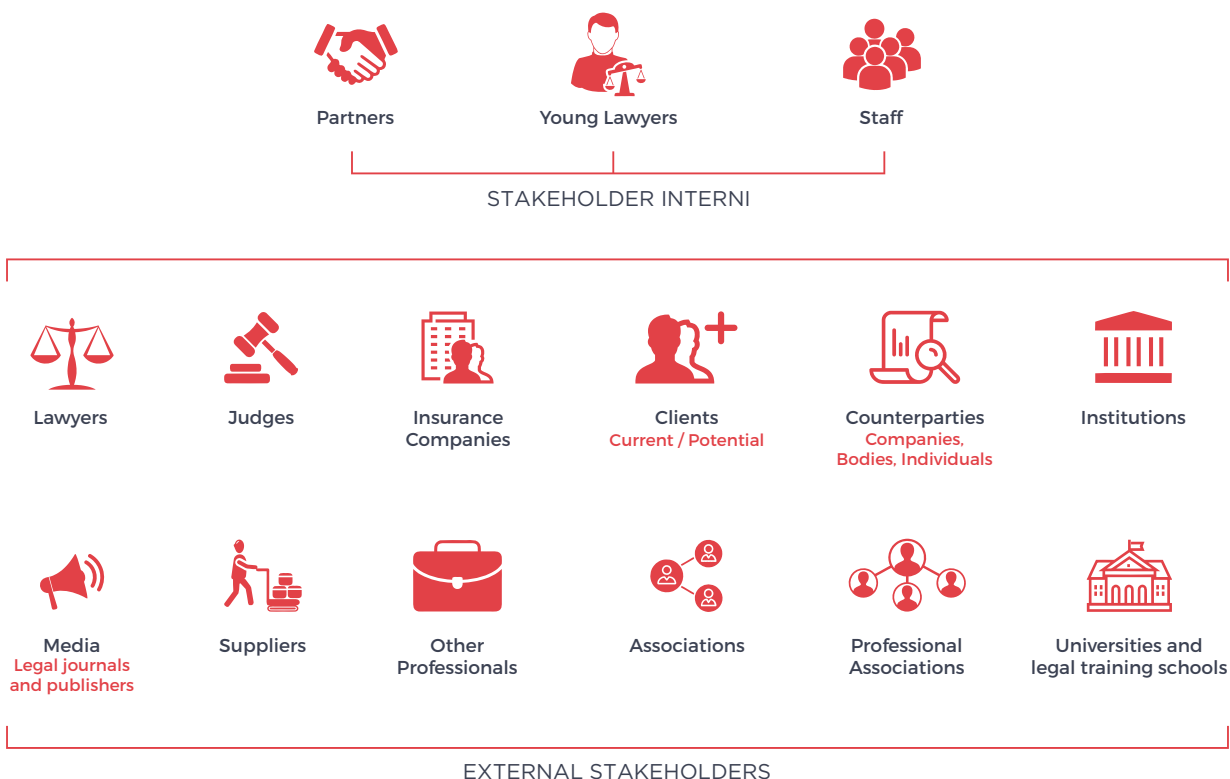 Partners
Young Lawyers
Staff
STAKEHOLDER INTERNI
Lawyers
Judges
Insurance
Companies
Clients
Current / Potential
Counterparties
Companies,
Bodies, Individuals
Institutions
Media
Legal journals
and publishers
Suppliers
Other
Professionals
Associations
Professional
Associations
Universities and
legal training schools
EXTERNAL STAKEHOLDERS